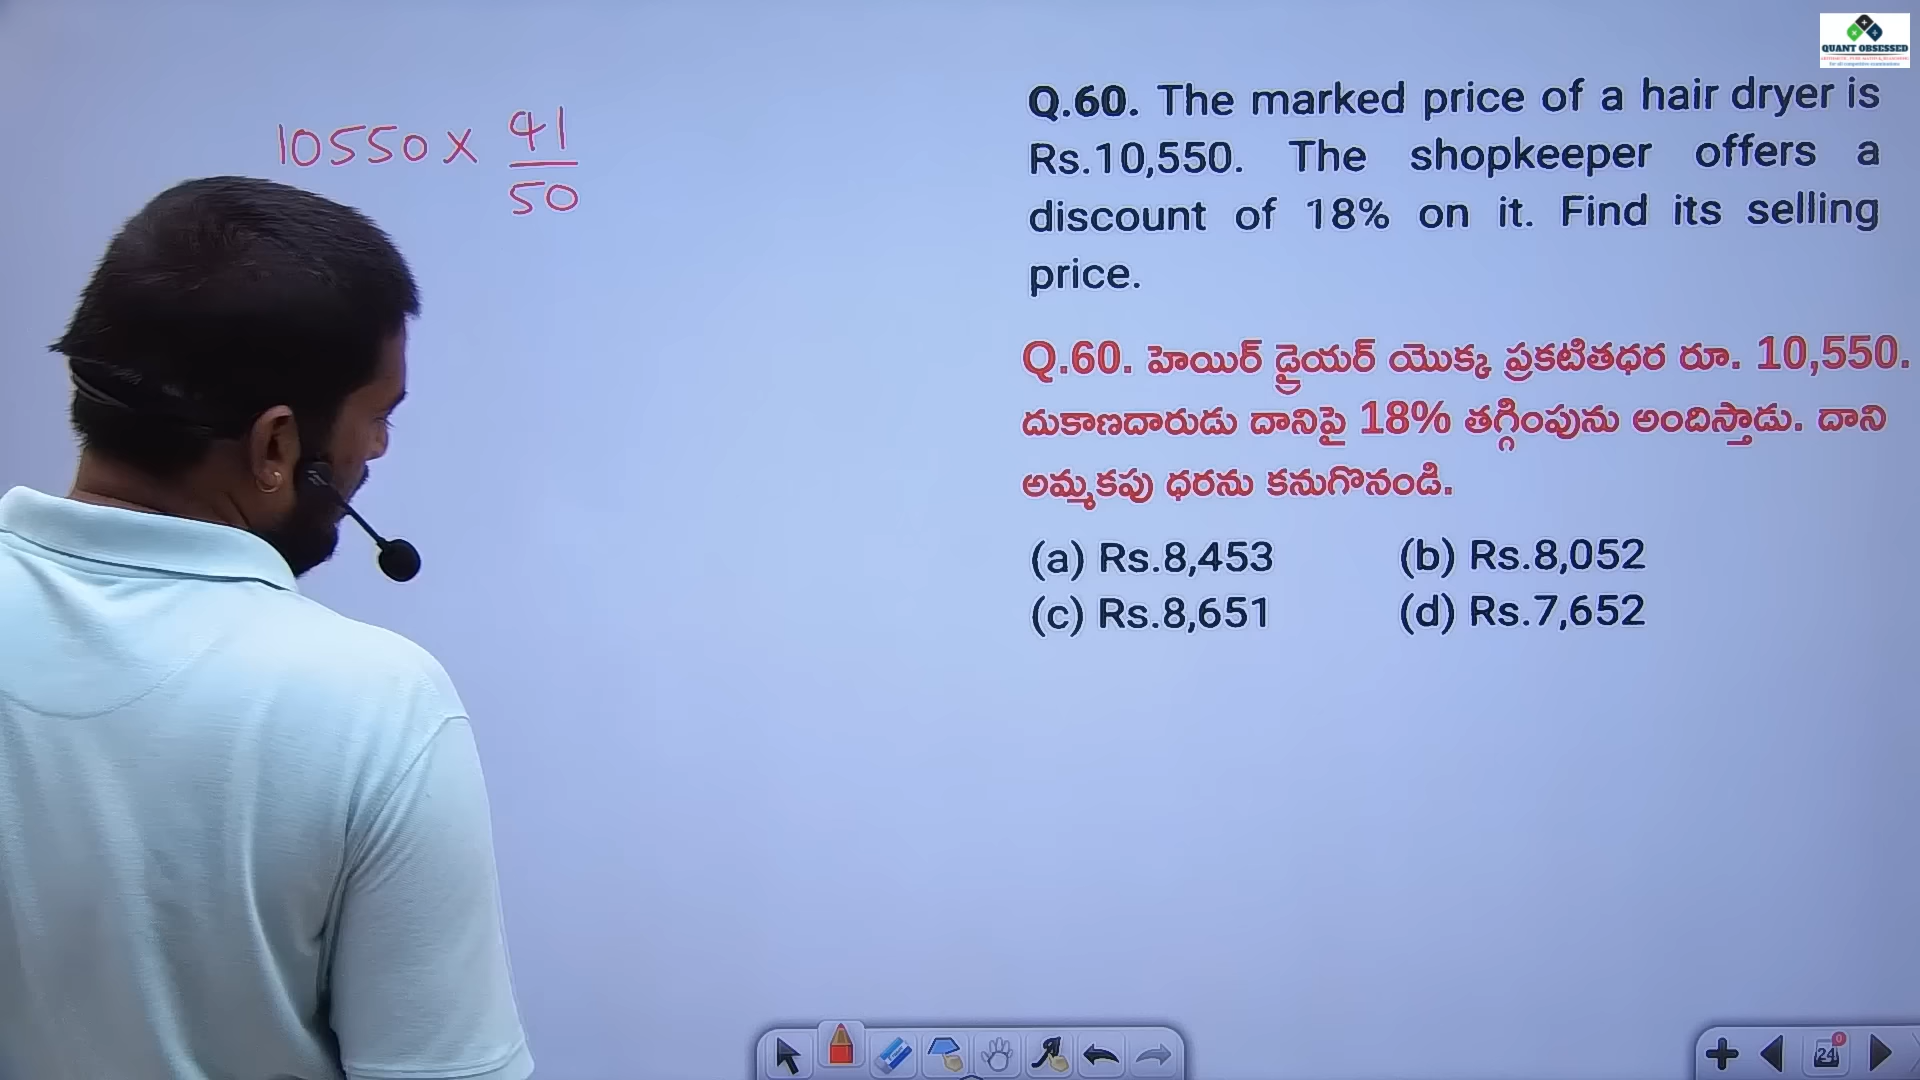 QUANT OBSESSED
10550 × 41/50
Q.60. The marked price of a hair dryer is
Rs.10,550. The shopkeeper offers a
discount of 18% on it. Find its selling
price.
Q.60. హెయిర్ డ్రైయర్ యొక్క ప్రకటితధర రూ. 10,550.
దుకాణదారుడు దానిపై 18% తగ్గింపును అందిస్తాడు. దాని
అమ్మకపు ధరను కనుగొనండి.
(a) Rs.8,453 (b) Rs.8,052
(c) Rs.8,651 (d) Rs.7,652
24
0